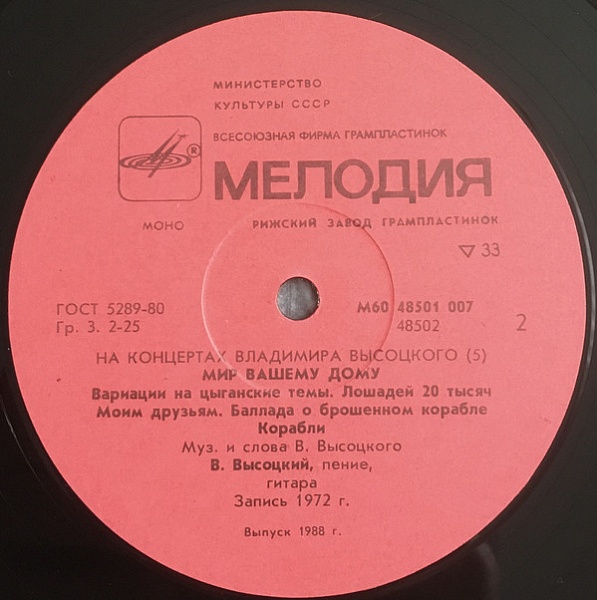 МИНИСТЕРСТВО
КУЛЬТУРЫ СССР
ВСЕСОЮЗНАЯ ФИРМА ГРАМПЛАСТИНОК
®
МЕЛОДИЯ
МОНО
РИЖСКИЙ ЗАВОД ГРАМПЛАСТИНОК
▽ 33
ГОСТ 5289-80
Гр. 3. 2-25
М60 48501 007
48502
2
НА КОНЦЕРТАХ ВЛАДИМИРА ВЫСОЦКОГО (5)
МИР ВАШЕМУ ДОМУ
Вариации на цыганские темы. Лошадей 20 тысяч
Моим друзьям. Баллада о брошенном корабле
Корабли
Муз. и слова В. Высоцкого
В. Высоцкий, пение,
гитара
Запись 1972 г.
Выпуск 1988 г.